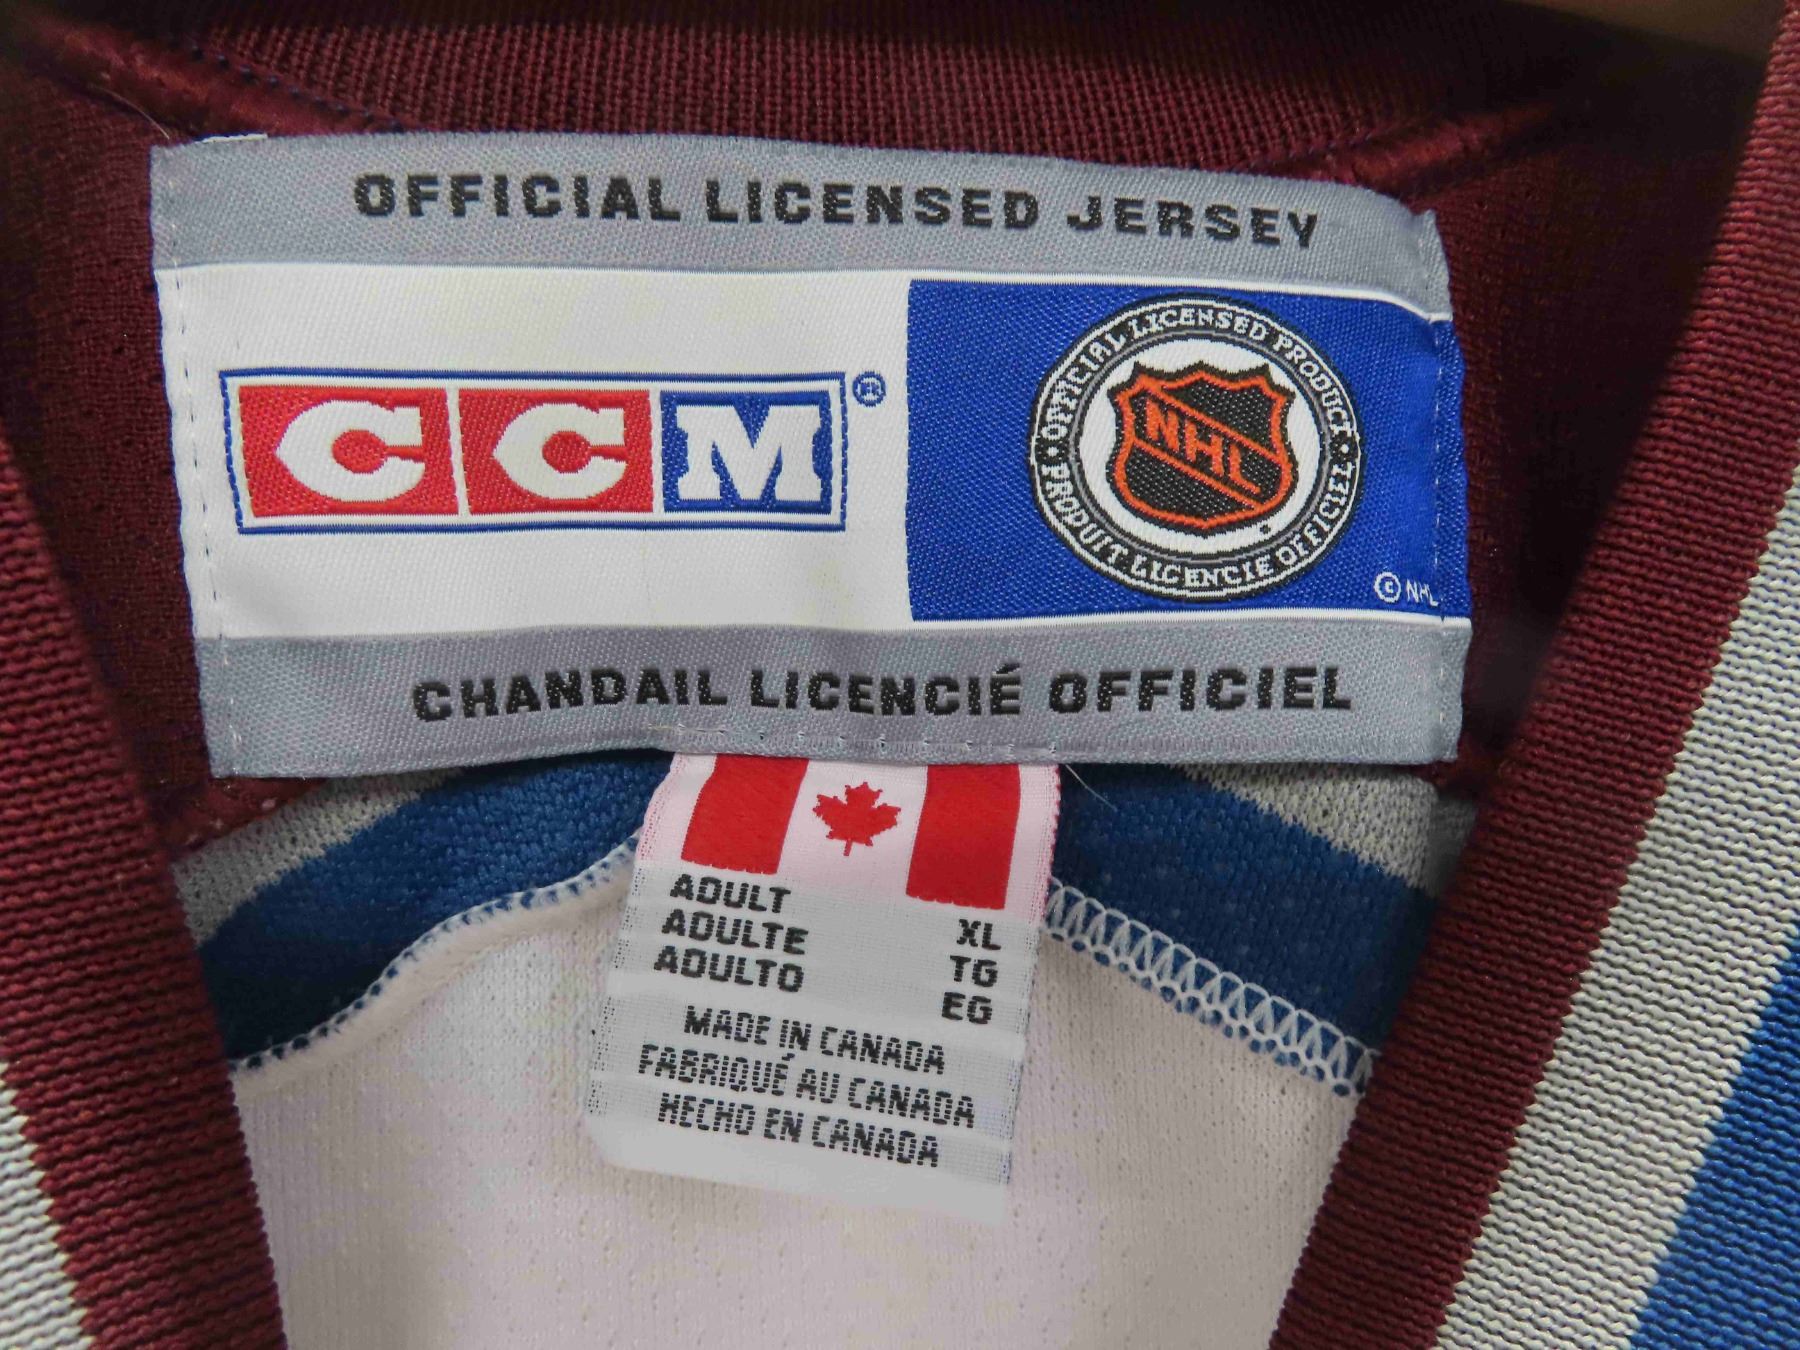 OFFICIAL LICENSED JERSEY
CCM®
OFFICIAL LICENSED PRODUCT
NHL
PRODUIT LICENCIE OFFICIEL
© NHL
CHANDAIL LICENCIÉ OFFICIEL
ADULT XL
ADULTE TG
ADULTO EG
MADE IN CANADA
FABRIQUÉ AU CANADA
HECHO EN CANADA